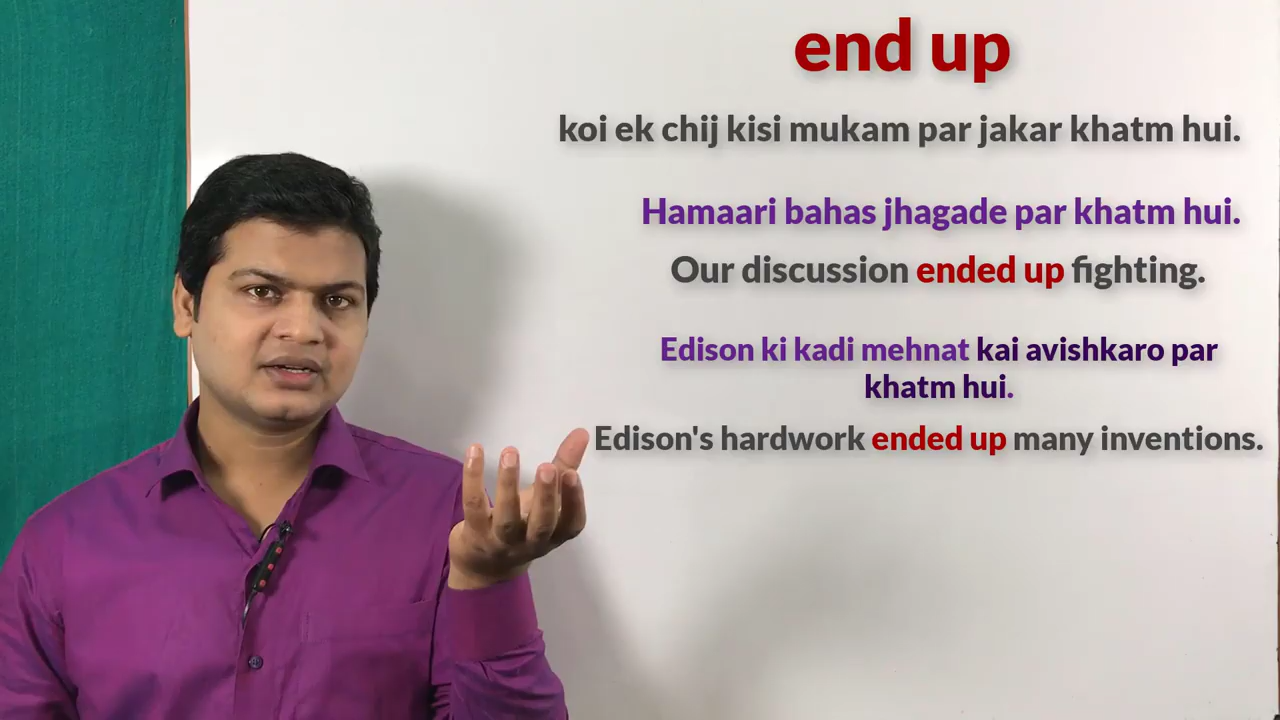 end up
koi ek chij kisi mukam par jakar khatm hui.
Hamaari bahas jhagade par khatm hui.
Our discussion ended up fighting.
Edison ki kadi mehnat kai avishkaro par
khatm hui.
Edison's hardwork ended up many inventions.